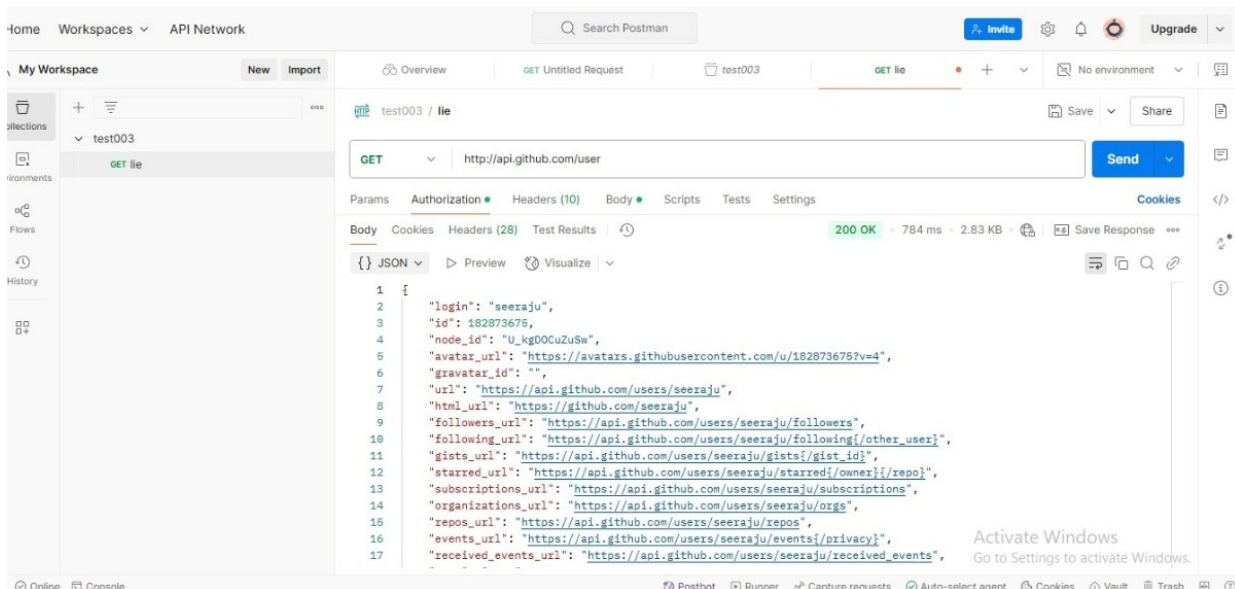 Home Workspaces API Network Search Postman Invite Upgrade
My Workspace New Import Overview GET Untitled Request test003 GET lie No environment
test003 / lie Save Share
Collections test003
GET lie
GET http://api.github.com/user Send
Environments
Params Authorization Headers (10) Body Scripts Tests Settings Cookies
Flows
Body Cookies Headers (28) Test Results 200 OK 784 ms 2.83 KB Save Response
{} JSON Preview Visualize
History
1 {
2 "login": "seeraju",
3 "id": 182873675,
4 "node_id": "U_kgDOCuZuSw",
5 "avatar_url": "https://avatars.githubusercontent.com/u/182873675?v=4",
6 "gravatar_id": "",
7 "url": "https://api.github.com/users/seeraju",
8 "html_url": "https://github.com/seeraju",
9 "followers_url": "https://api.github.com/users/seeraju/followers",
10 "following_url": "https://api.github.com/users/seeraju/following{/other_user}",
11 "gists_url": "https://api.github.com/users/seeraju/gists{/gist_id}",
12 "starred_url": "https://api.github.com/users/seeraju/starred{/owner}{/repo}",
13 "subscriptions_url": "https://api.github.com/users/seeraju/subscriptions",
14 "organizations_url": "https://api.github.com/users/seeraju/orgs",
15 "repos_url": "https://api.github.com/users/seeraju/repos",
16 "events_url": "https://api.github.com/users/seeraju/events{/privacy}",
17 "received_events_url": "https://api.github.com/users/seeraju/received_events",
Activate Windows
Go to Settings to activate Windows.
Online Console Postbot Runner Capture requests Auto-select agent Cookies Vault Trash